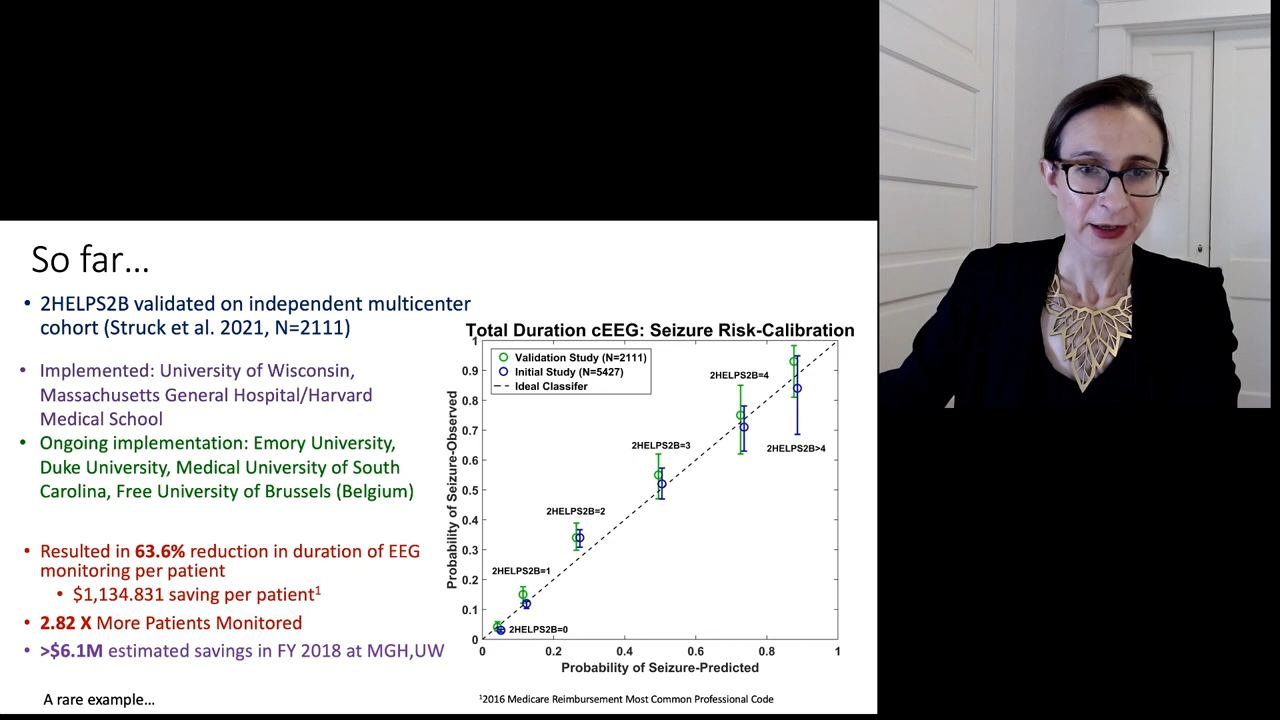 So far...
• 2HELPS2B validated on independent multicenter
cohort (Struck et al. 2021, N=2111)
• Implemented: University of Wisconsin,
Massachusetts General Hospital/Harvard
Medical School
• Ongoing implementation: Emory University,
Duke University, Medical University of South
Carolina, Free University of Brussels (Belgium)
• Resulted in 63.6% reduction in duration of EEG
monitoring per patient
• $1,134.831 saving per patient¹
• 2.82 X More Patients Monitored
• >$6.1M estimated savings in FY 2018 at MGH,UW
A rare example...
Total Duration cEEG: Seizure Risk-Calibration
Validation Study (N=2111)
Initial Study (N=5427)
Ideal Classifer
Probability of Seizure-Observed
1
0.9
0.8
0.7
0.6
0.5
0.4
0.3
0.2
0.1
0
2HELPS2B=4
2HELPS2B>4
2HELPS2B=3
2HELPS2B=2
2HELPS2B=1
2HELPS2B=0
0 0.2 0.4 0.6 0.8 1
Probability of Seizure-Predicted
¹2016 Medicare Reimbursement Most Common Professional Code